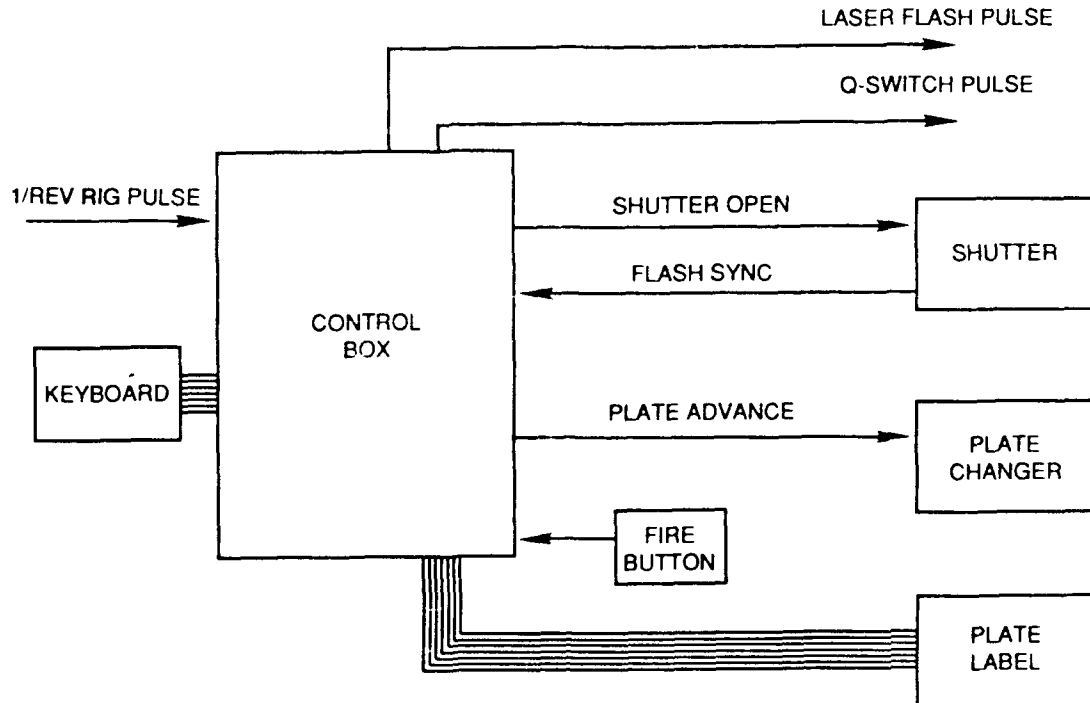 LASER FLASH PULSE
Q-SWITCH PULSE
1/REV RIG PULSE
SHUTTER OPEN
SHUTTER
FLASH SYNC
CONTROL
BOX
KEYBOARD
PLATE ADVANCE
PLATE
CHANGER
FIRE
BUTTON
PLATE
LABEL